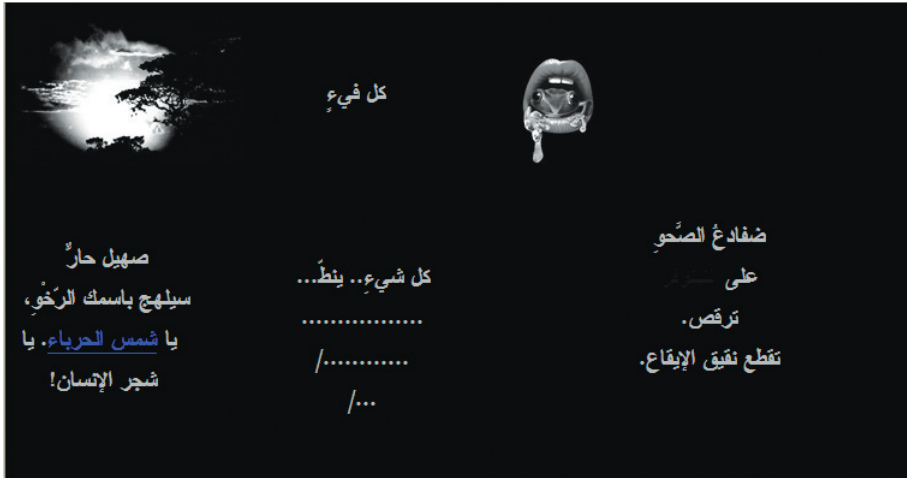 كل فيءٍ
ضفادعُ الصَّحوِ
على
ترقص.
تقطع نقيق الإيقاع.
كل شيءٍ.. ينطّ...
.................
/............
/...
صهيل حارٌّ
سيلهج باسمك الرّخْوِ،
يا شمس الحرباء. يا
شجر الإنسان!